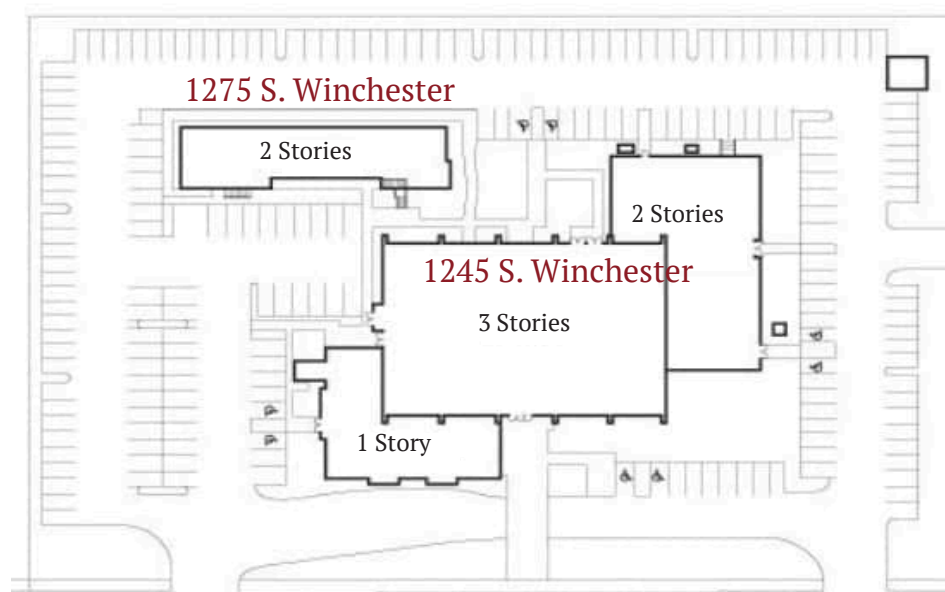 1275 S. Winchester
2 Stories
2 Stories
1245 S. Winchester
3 Stories
1 Story